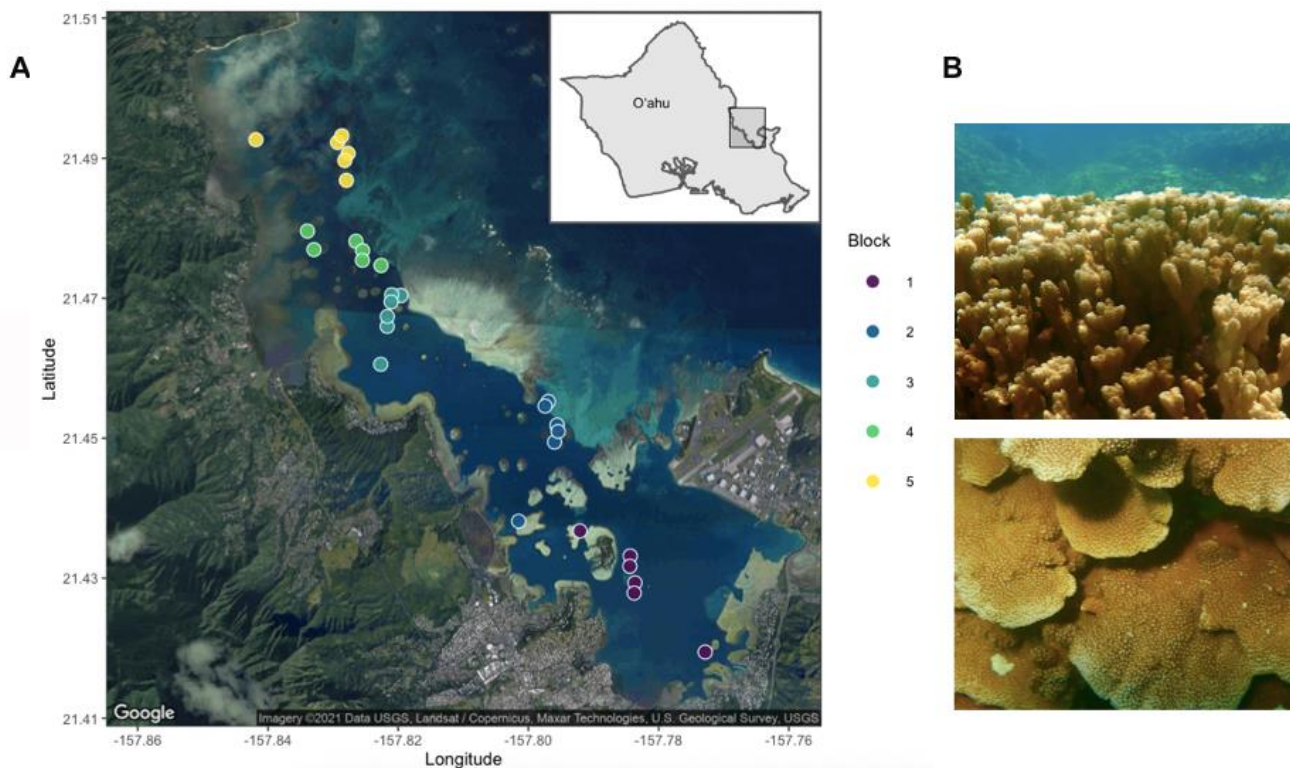 A
B
21.51
21.49
21.47
21.45
21.43
21.41
Latitude
O'ahu
Block
1
2
3
4
5
Google
Imagery ©2021 Data USGS, Landsat / Copernicus, Maxar Technologies, U.S. Geological Survey, USGS
-157.86
-157.84
-157.82
-157.80
-157.78
-157.76
Longitude